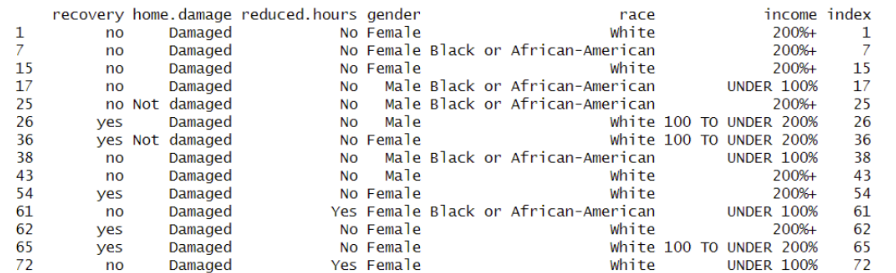 recovery home.damage reduced.hours gender race income index
1 no Damaged No Female White 200%+ 1
7 no Damaged No Female Black or African-American 200%+ 7
15 no Damaged No Female White 200%+ 15
17 no Damaged No Male Black or African-American UNDER 100% 17
25 no Not damaged No Male Black or African-American 200%+ 25
26 yes Damaged No Male White 100 TO UNDER 200% 26
36 yes Not damaged No Female White 100 TO UNDER 200% 36
38 no Damaged No Male Black or African-American UNDER 100% 38
43 no Damaged No Male White 200%+ 43
54 yes Damaged No Female White 200%+ 54
61 no Damaged Yes Female Black or African-American UNDER 100% 61
62 yes Damaged No Female White 200%+ 62
65 yes Damaged No Female White 100 TO UNDER 200% 65
72 no Damaged Yes Female White UNDER 100% 72